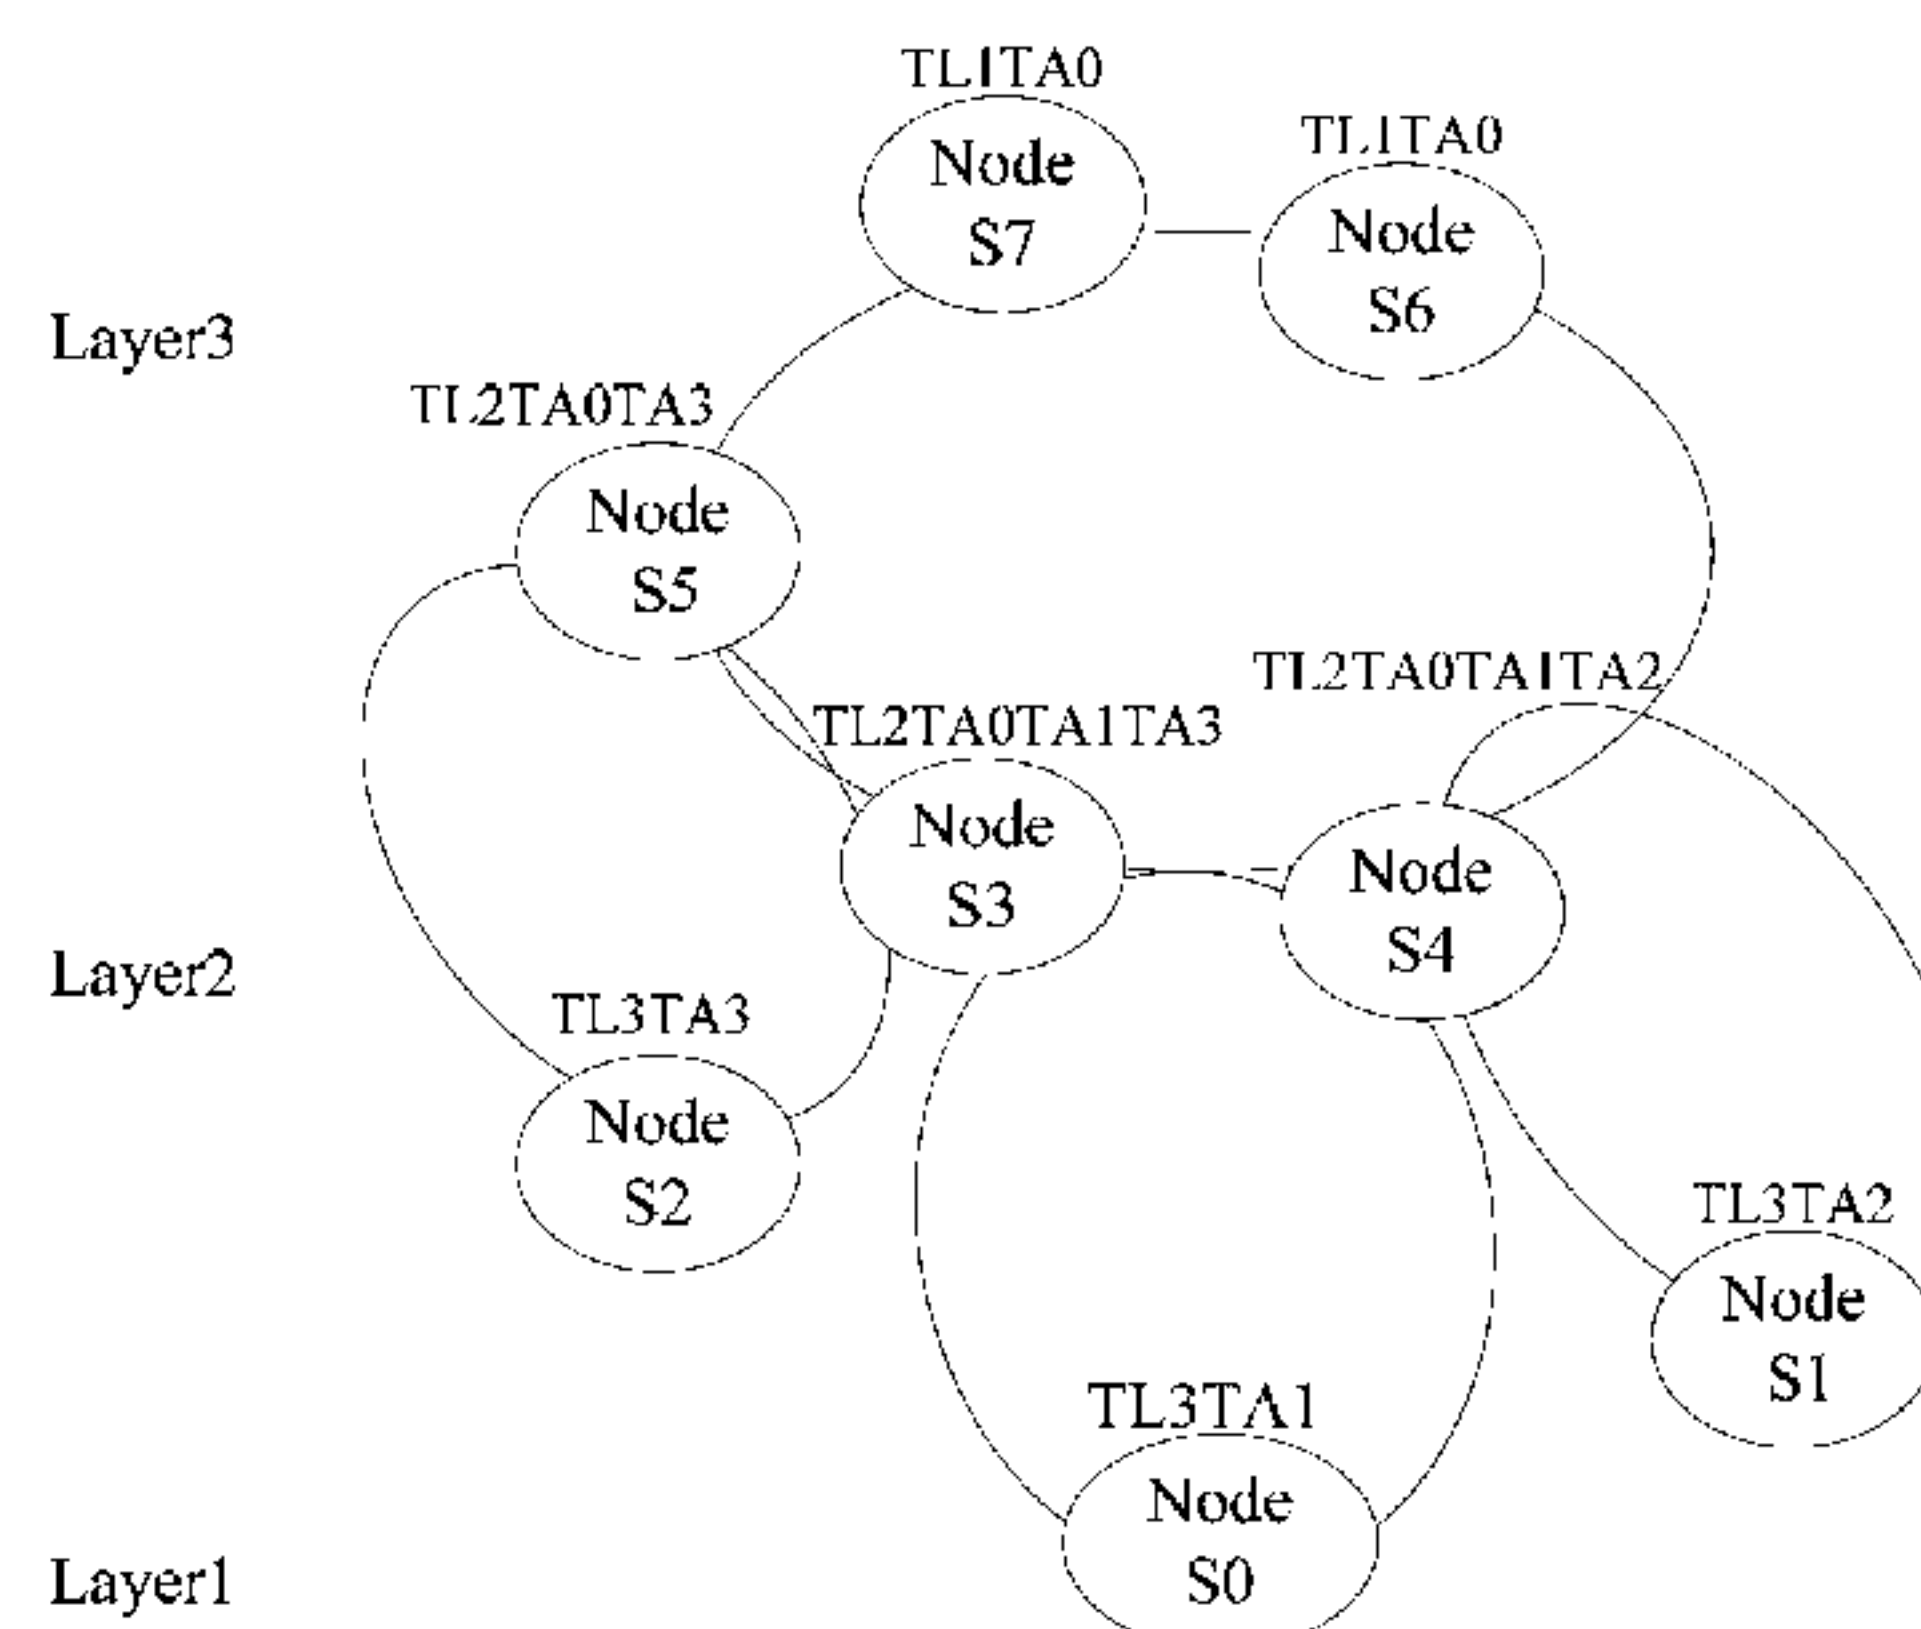 TL1TA0
Node
S7
TL1TA0
Node
S6
Layer3
TL2TA0TA3
Node
S5
TL2TA0TA1TA2
TL2TA0TA1TA3
Node
S3
Node
S4
Layer2
TL3TA3
Node
S2
TL3TA2
Node
S1
TL3TA1
Node
S0
Layer1